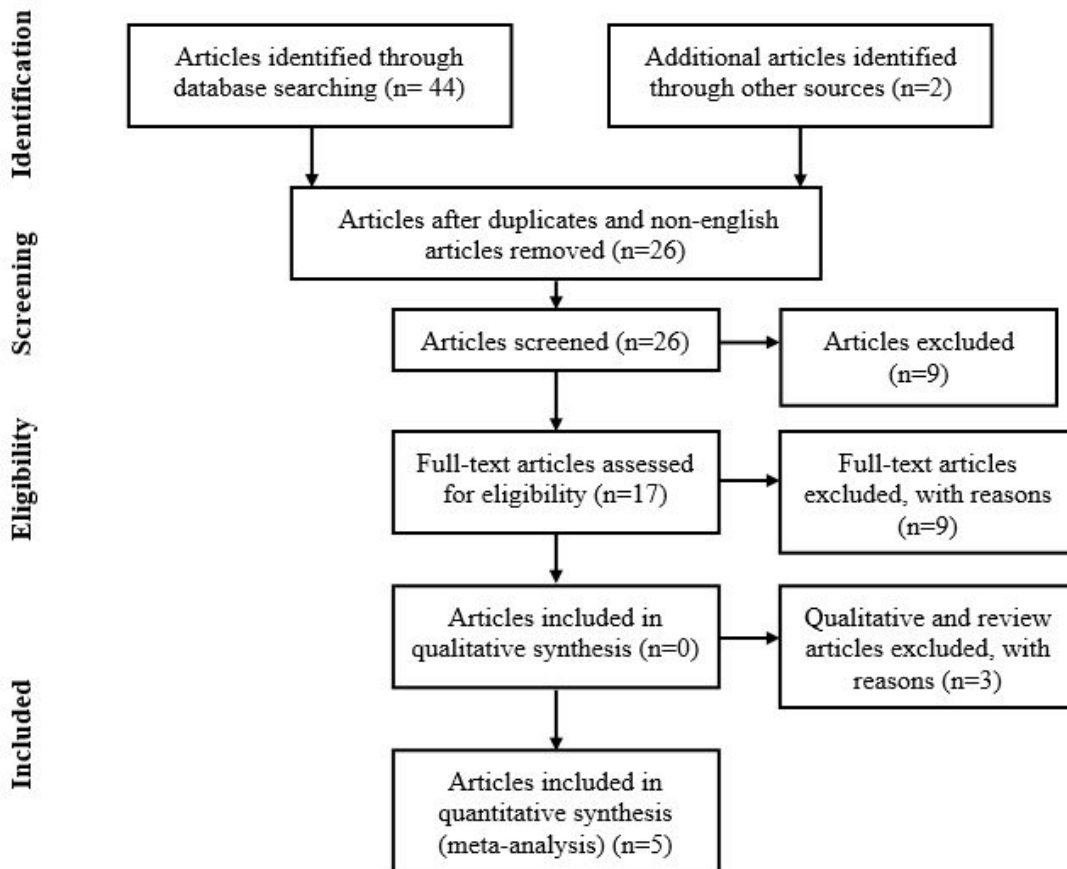 Identification
Articles identified through
database searching (n= 44)
Additional articles identified
through other sources (n=2)
Articles after duplicates and non-english
articles removed (n=26)
Screening
Articles screened (n=26)
Articles excluded
(n=9)
Eligibility
Full-text articles assessed
for eligibility (n=17)
Full-text articles
excluded, with reasons
(n=9)
Articles included in
qualitative synthesis (n=0)
Qualitative and review
articles excluded, with
reasons (n=3)
Included
Articles included in
quantitative synthesis
(meta-analysis) (n=5)